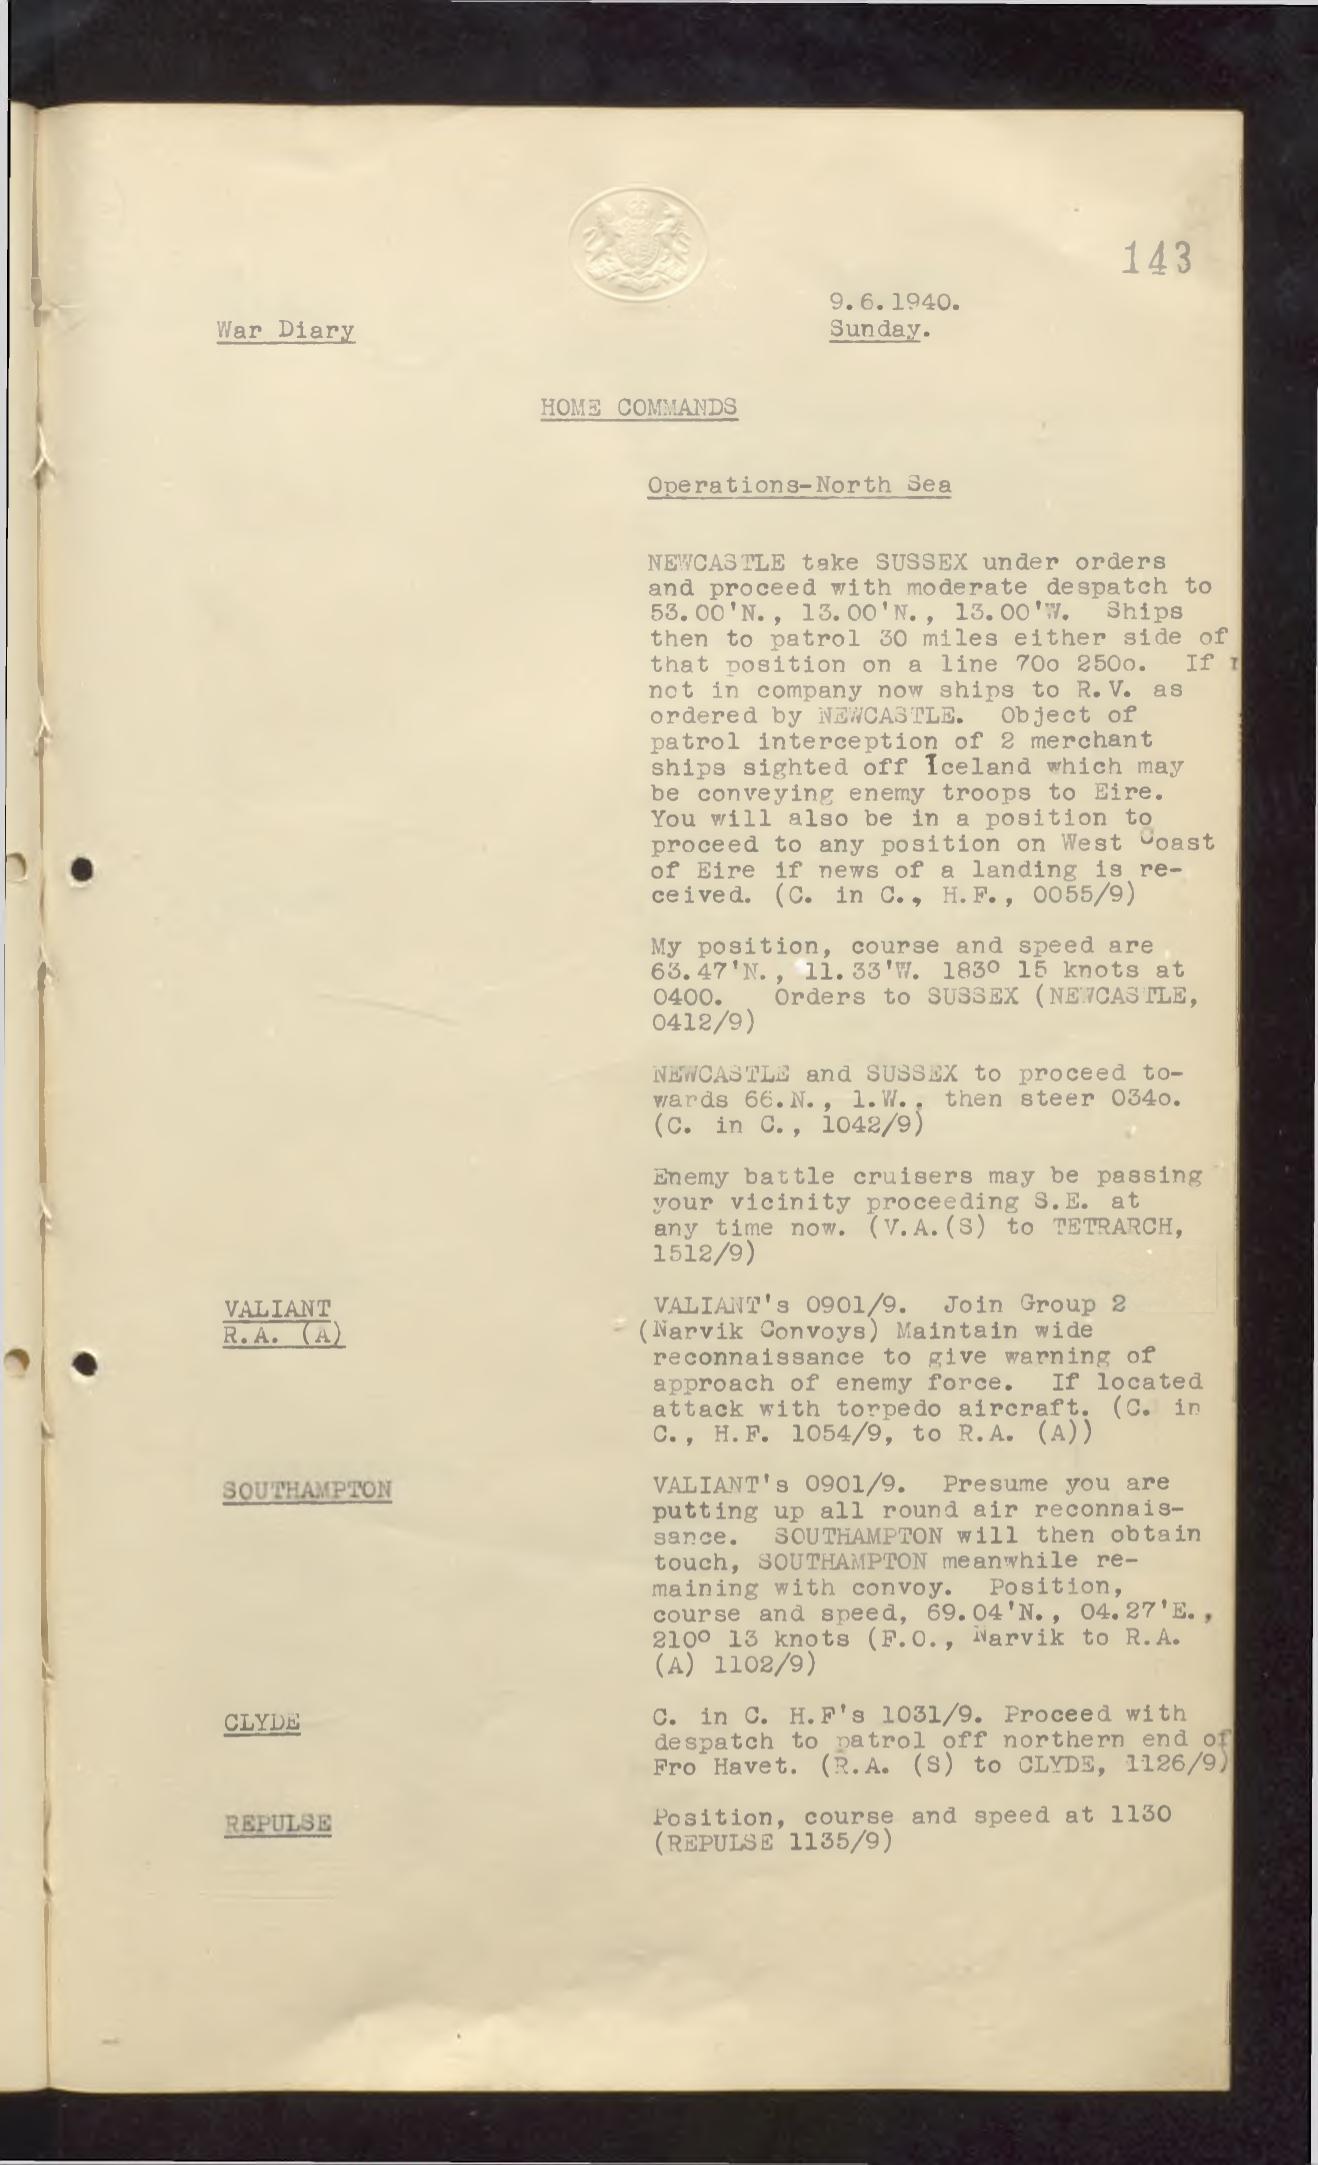 143
9.6.1940.
War Diary
Sunday.
HOME COMMANDS
Operations-North Sea
NEWCASTLE take SUSSEX under orders
and proceed with moderate despatch to
53.00'N., 13.00'N., 13.00'W. Ships
then to patrol 30 miles either side of
that position on a line 70o 250o. If
not in company now ships to R.V. as
ordered by NEWCASTLE. Object of
patrol interception of 2 merchant
ships sighted off Iceland which may
be conveying enemy troops to Eire.
You will also be in a position to
proceed to any position on West Coast
of Eire if news of a landing is re-
ceived. (C. in C., H.F., 0055/9)
My position, course and speed are
63.47'N., 11.33'W. 183° 15 knots at
0400. Orders to SUSSEX (NEWCASTLE,
0412/9)
NEWCASTLE and SUSSEX to proceed to-
wards 66.N., 1.W., then steer 034o.
(C. in C., 1042/9)
Enemy battle cruisers may be passing
your vicinity proceeding S.E. at
any time now. (V.A.(S) to TETRARCH,
1512/9)
VALIANT
R.A. (A)
VALIANT's 0901/9. Join Group 2
(Narvik Convoys) Maintain wide
reconnaissance to give warning of
approach of enemy force. If located
attack with torpedo aircraft. (C. in
C., H.F. 1054/9, to R.A. (A))
SOUTHAMPTON
VALIANT's 0901/9. Presume you are
putting up all round air reconnais-
sance. SOUTHAMPTON will then obtain
touch, SOUTHAMPTON meanwhile re-
maining with convoy. Position,
course and speed, 69.04'N., 04.27'E.,
210° 13 knots (F.O., Narvik to R.A.
(A) 1102/9)
CLYDE
C. in C. H.F's 1031/9. Proceed with
despatch to patrol off northern end of
Fro Havet. (R.A. (S) to CLYDE, 1126/9)
REPULSE
Position, course and speed at 1130
(REPULSE 1135/9)